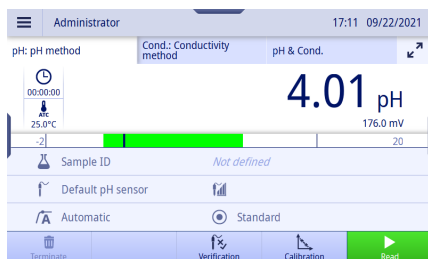 Administrator
17:11 09/22/2021
pH: pH method
Cond.: Conductivity
method
pH & Cond.
00:00:00
ATC
25.0°C
4.01 pH
176.0 mV
-2
20
Sample ID
Not defined
Default pH sensor
Automatic
Standard
Terminate
Verification
Calibration
Read